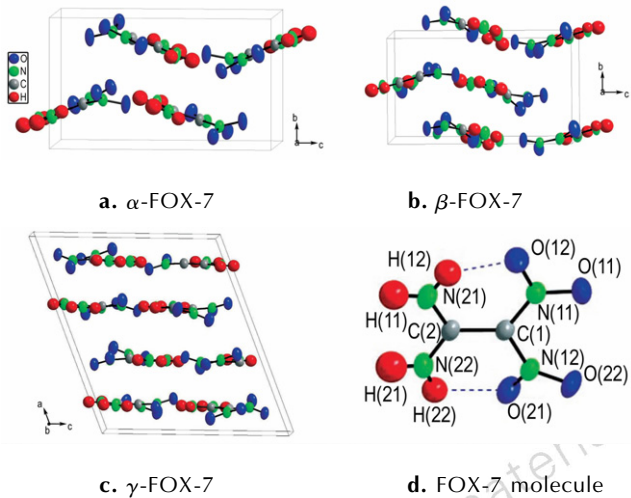 O
N
C
H
b
a
c
b
a
c
a. α-FOX-7
b. β-FOX-7
a
b
c
H(12)
O(12)
O(11)
N(21)
N(11)
H(11)
C(2)
C(1)
N(12)
N(22)
O(22)
H(21)
H(22)
O(21)
c. γ-FOX-7
d. FOX-7 molecule